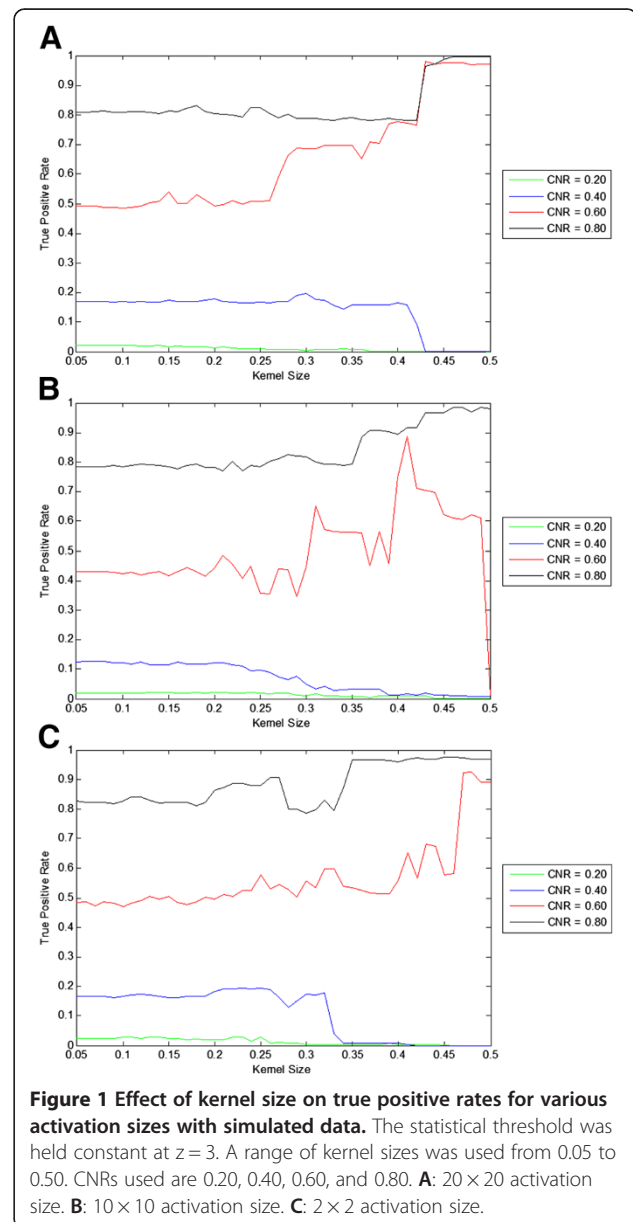 A
1
0.9
0.8
0.7
0.6
0.5
0.4
0.3
0.2
0.1
0
True Positive Rate
0.05 0.1 0.15 0.2 0.25 0.3 0.35 0.4 0.45 0.5
Kernel Size
CNR = 0.20
CNR = 0.40
CNR = 0.60
CNR = 0.80
B
1
0.9
0.8
0.7
0.6
0.5
0.4
0.3
0.2
0.1
0
True Positive Rate
0.05 0.1 0.15 0.2 0.25 0.3 0.35 0.4 0.45 0.5
Kernel Size
CNR = 0.20
CNR = 0.40
CNR = 0.60
CNR = 0.80
C
1
0.9
0.8
0.7
0.6
0.5
0.4
0.3
0.2
0.1
0
True Positive Rate
0.05 0.1 0.15 0.2 0.25 0.3 0.35 0.4 0.45 0.5
Kernel Size
CNR = 0.20
CNR = 0.40
CNR = 0.60
CNR = 0.80
Figure 1 Effect of kernel size on true positive rates for various
activation sizes with simulated data. The statistical threshold was
held constant at z = 3. A range of kernel sizes was used from 0.05 to
0.50. CNRs used are 0.20, 0.40, 0.60, and 0.80. A: 20 × 20 activation
size. B: 10 × 10 activation size. C: 2 × 2 activation size.